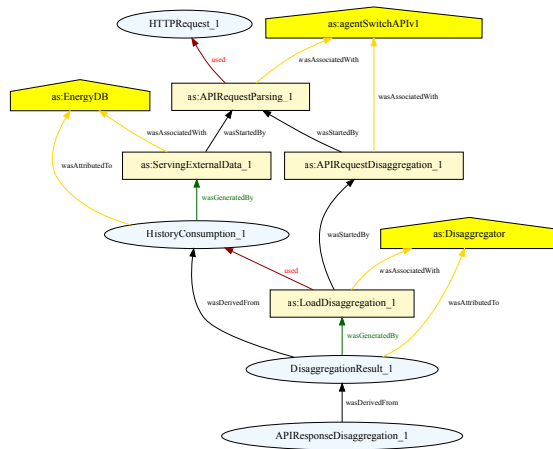 HTTPRequest_1
as:agentSwitchAPIv1
used
wasAssociatedWith
as:EnergyDB
as:APIRequestParsing_1
wasAssociatedWith
wasAssociatedWith
wasStartedBy
wasStartedBy
as:ServingExternalData_1
as:APIRequestDisaggregation_1
wasAttributedTo
wasGeneratedBy
HistoryConsumption_1
wasStartedBy
as:Disaggregator
used
wasAssociatedWith
wasDerivedFrom
as:LoadDisaggregation_1
wasAttributedTo
wasGeneratedBy
DisaggregationResult_1
wasDerivedFrom
APIResponseDisaggregation_1